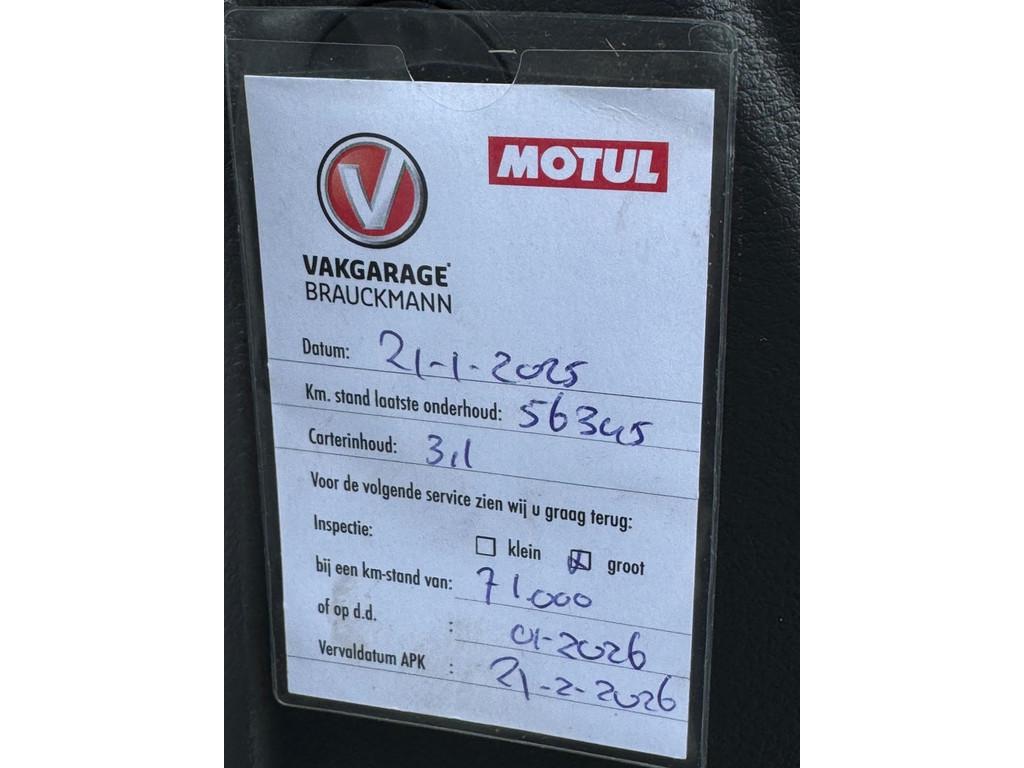 V
MOTUL
VAKGARAGE
BRAUCKMANN
Datum: 21-1-2025
Km. stand laatste onderhoud: 56345
Carterinhoud: 3,1
Voor de volgende service zien wij u graag terug:
Inspectie: klein groot
bij een km-stand van: 71.000
of op d.d. : 01-2026
Vervaldatum APK : 21-2-2026